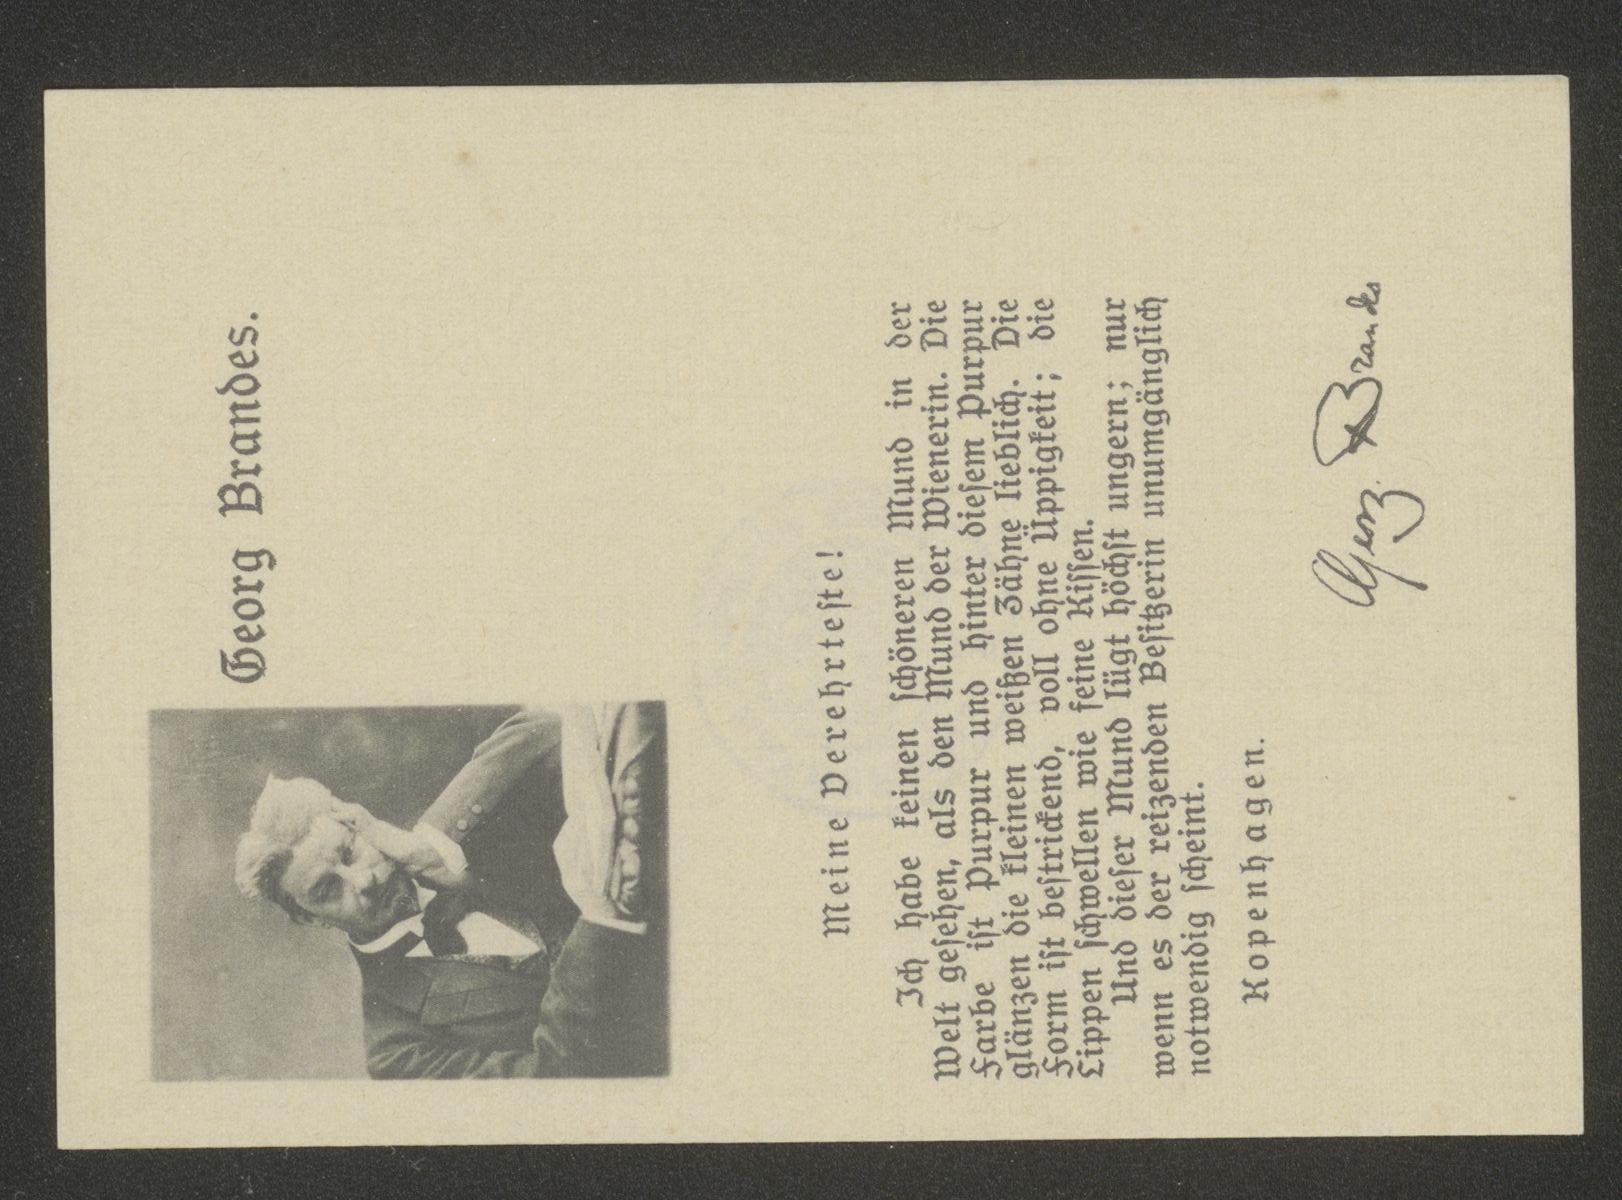 Georg Brandes.
Meine Verehrteste!
Ich habe keinen schöneren Mund in der
Welt gesehen, als den Mund der Wienerin. Die
Farbe ist Purpur und hinter diesem Purpur
glänzen die kleinen weißen Zähne lieblich. Die
Form ist bestrickend, voll ohne Üppigkeit; die
Lippen schwellen wie feine Kissen.
Und dieser Mund lügt höchst ungern; nur
wenn es der reizenden Besitzerin unumgänglich
notwendig scheint.
Kopenhagen.
Georg Brandes